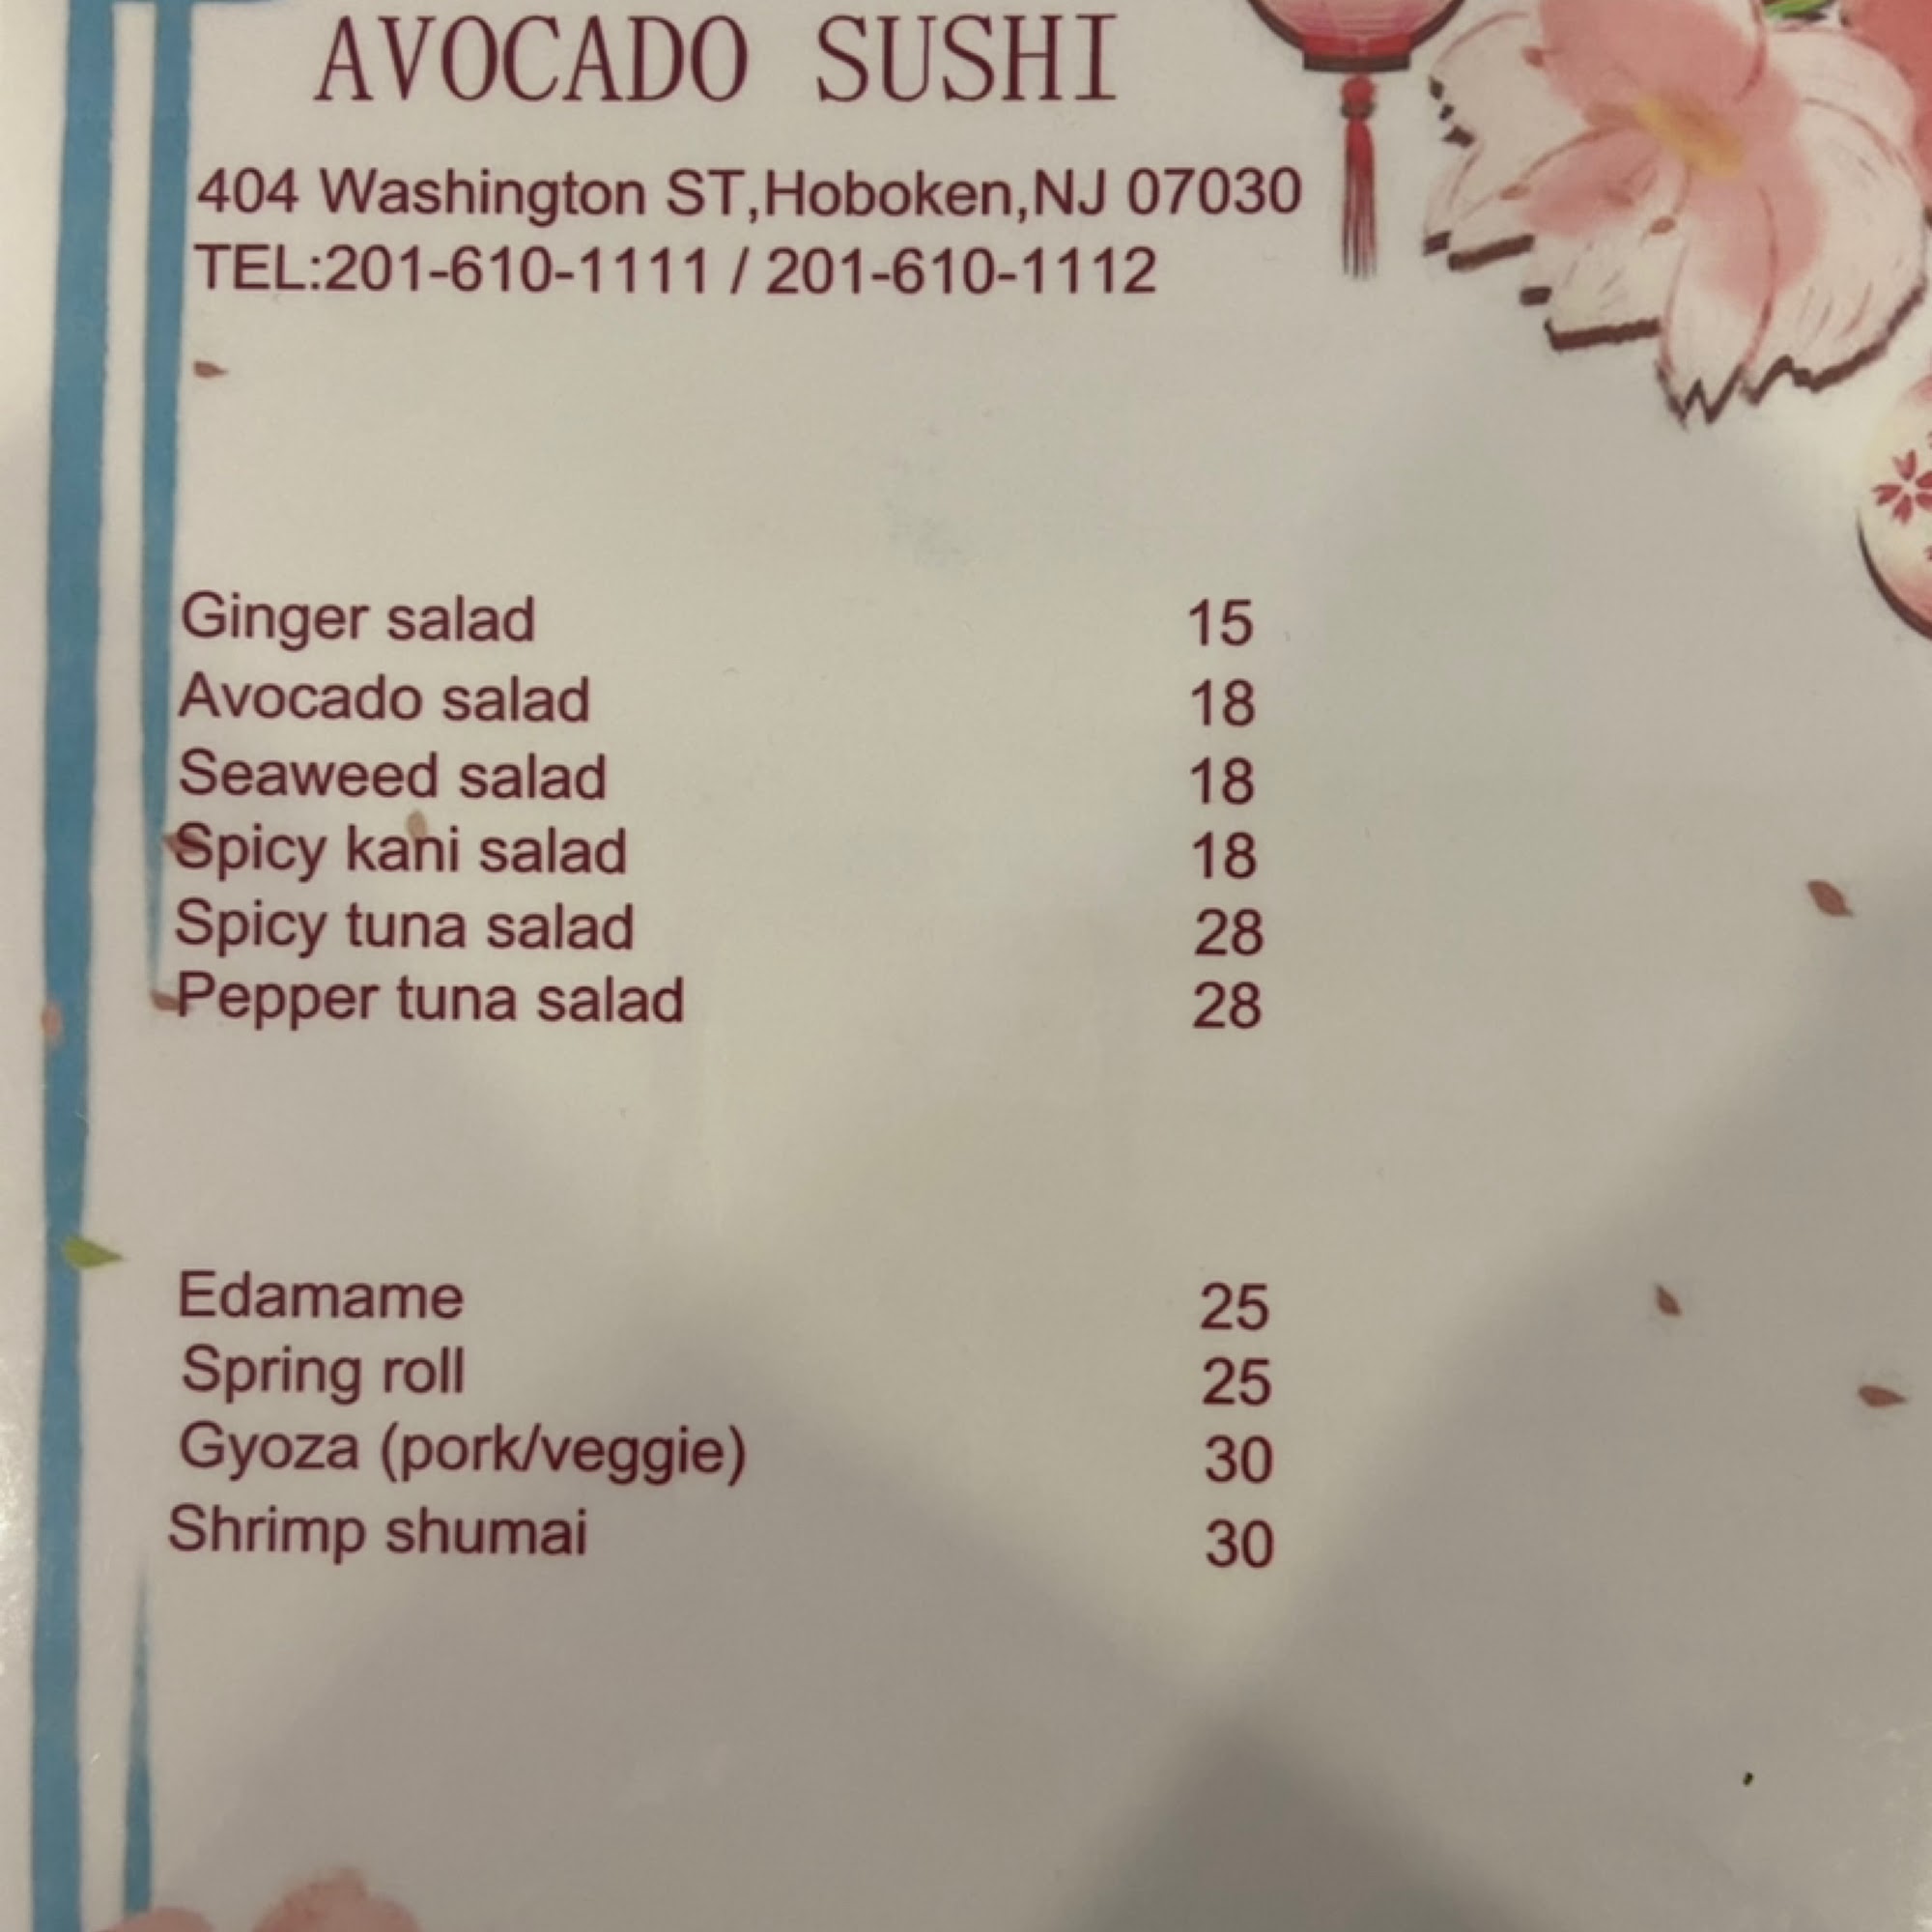 AVOCADO SUSHI
404 Washington ST,Hoboken,NJ 07030
TEL:201-610-1111 / 201-610-1112
Ginger salad 15
Avocado salad 18
Seaweed salad 18
Spicy kani salad 18
Spicy tuna salad 28
Pepper tuna salad 28
Edamame 25
Spring roll 25
Gyoza (pork/veggie) 30
Shrimp shumai 30